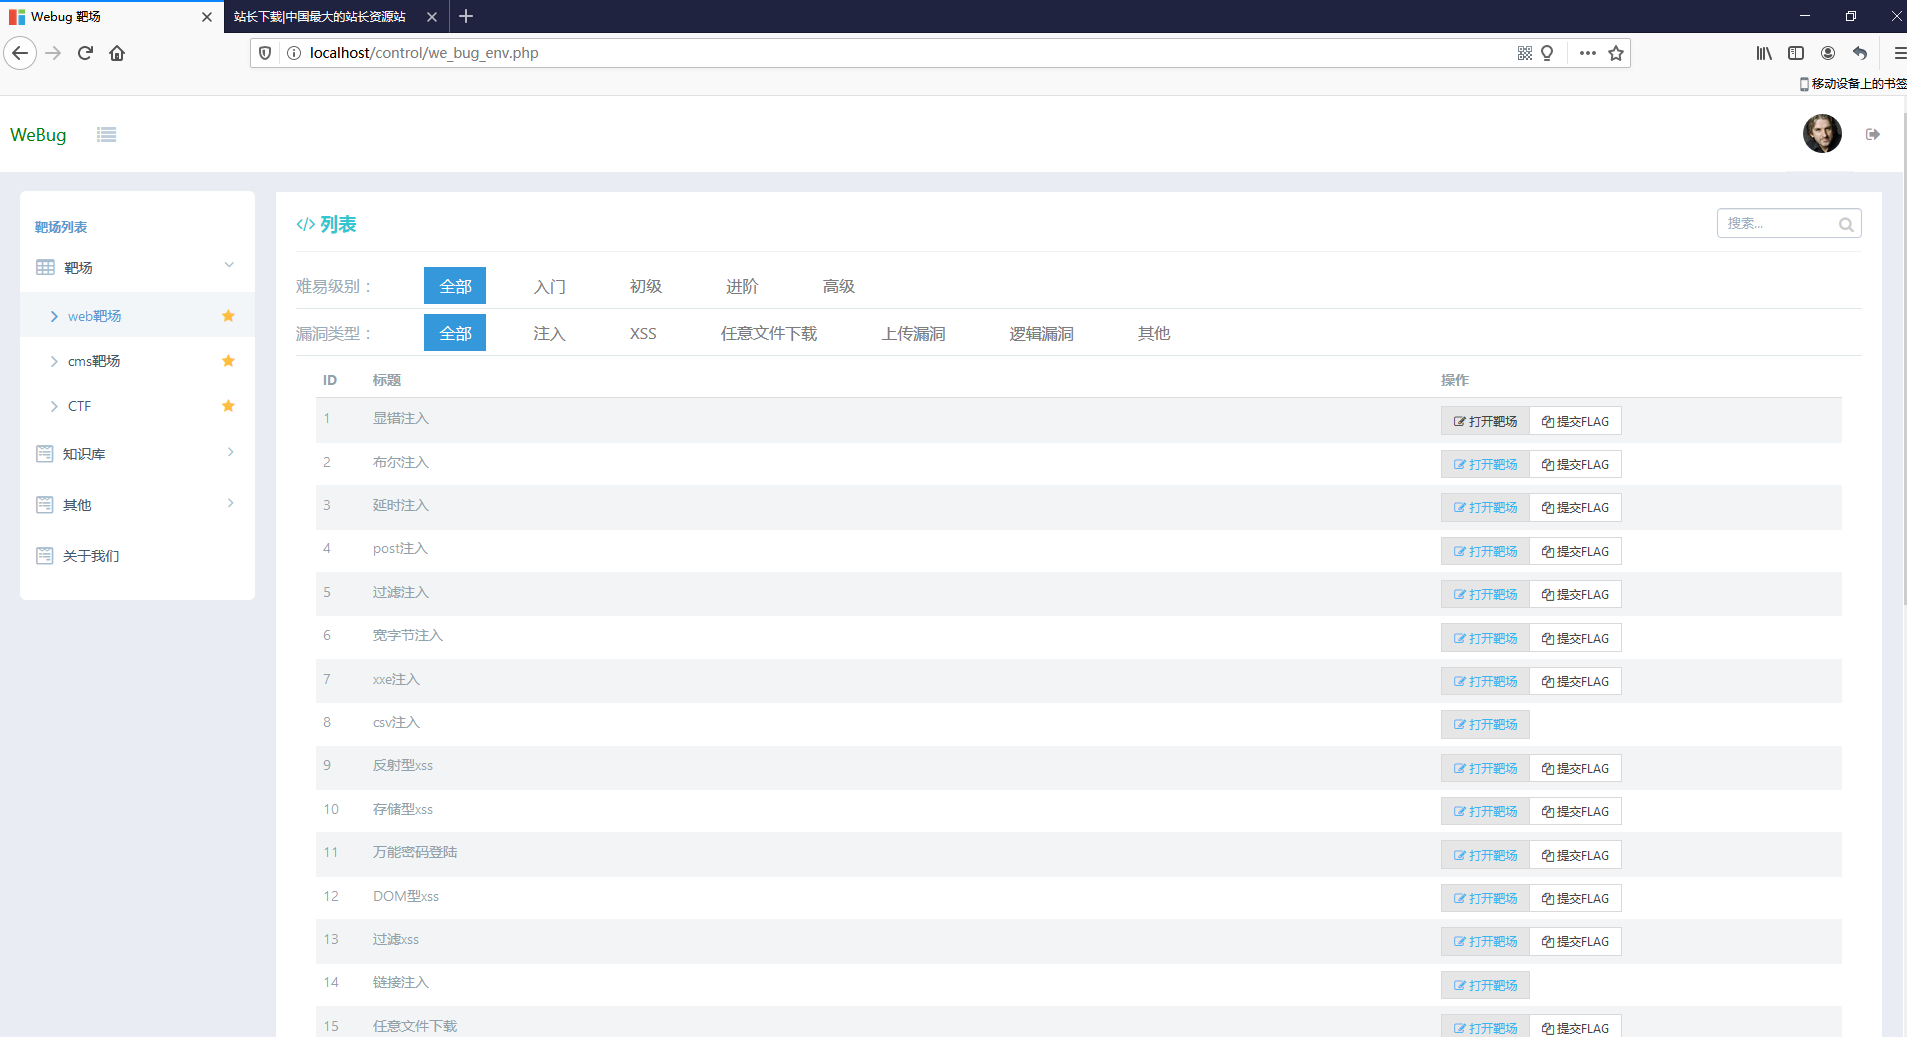 Webug 靶场
站长下载|中国最大的站长资源站
localhost/control/we_bug_env.php
移动设备上的书签
WeBug
靶场列表
靶场
web靶场
cms靶场
CTF
知识库
其他
关于我们
</> 列表
搜索...
难易级别： 全部 入门 初级 进阶 高级
漏洞类型： 全部 注入 XSS 任意文件下载 上传漏洞 逻辑漏洞 其他
ID 标题 操作
1 显错注入 打开靶场 提交FLAG
2 布尔注入 打开靶场 提交FLAG
3 延时注入 打开靶场 提交FLAG
4 post注入 打开靶场 提交FLAG
5 过滤注入 打开靶场 提交FLAG
6 宽字节注入 打开靶场 提交FLAG
7 xxe注入 打开靶场 提交FLAG
8 csv注入 打开靶场
9 反射型xss 打开靶场 提交FLAG
10 存储型xss 打开靶场 提交FLAG
11 万能密码登陆 打开靶场 提交FLAG
12 DOM型xss 打开靶场 提交FLAG
13 过滤xss 打开靶场 提交FLAG
14 链接注入 打开靶场
15 任意文件下载 打开靶场 提交FLAG